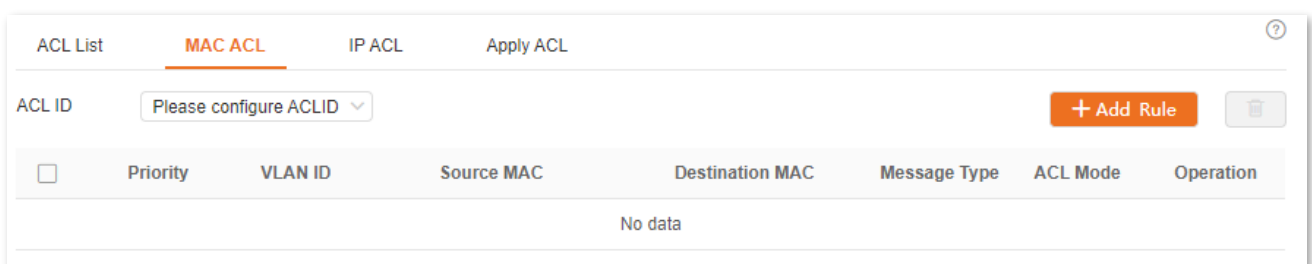 ACL List MAC ACL IP ACL Apply ACL ?
ACL ID Please configure ACLID + Add Rule
Priority VLAN ID Source MAC Destination MAC Message Type ACL Mode Operation
No data